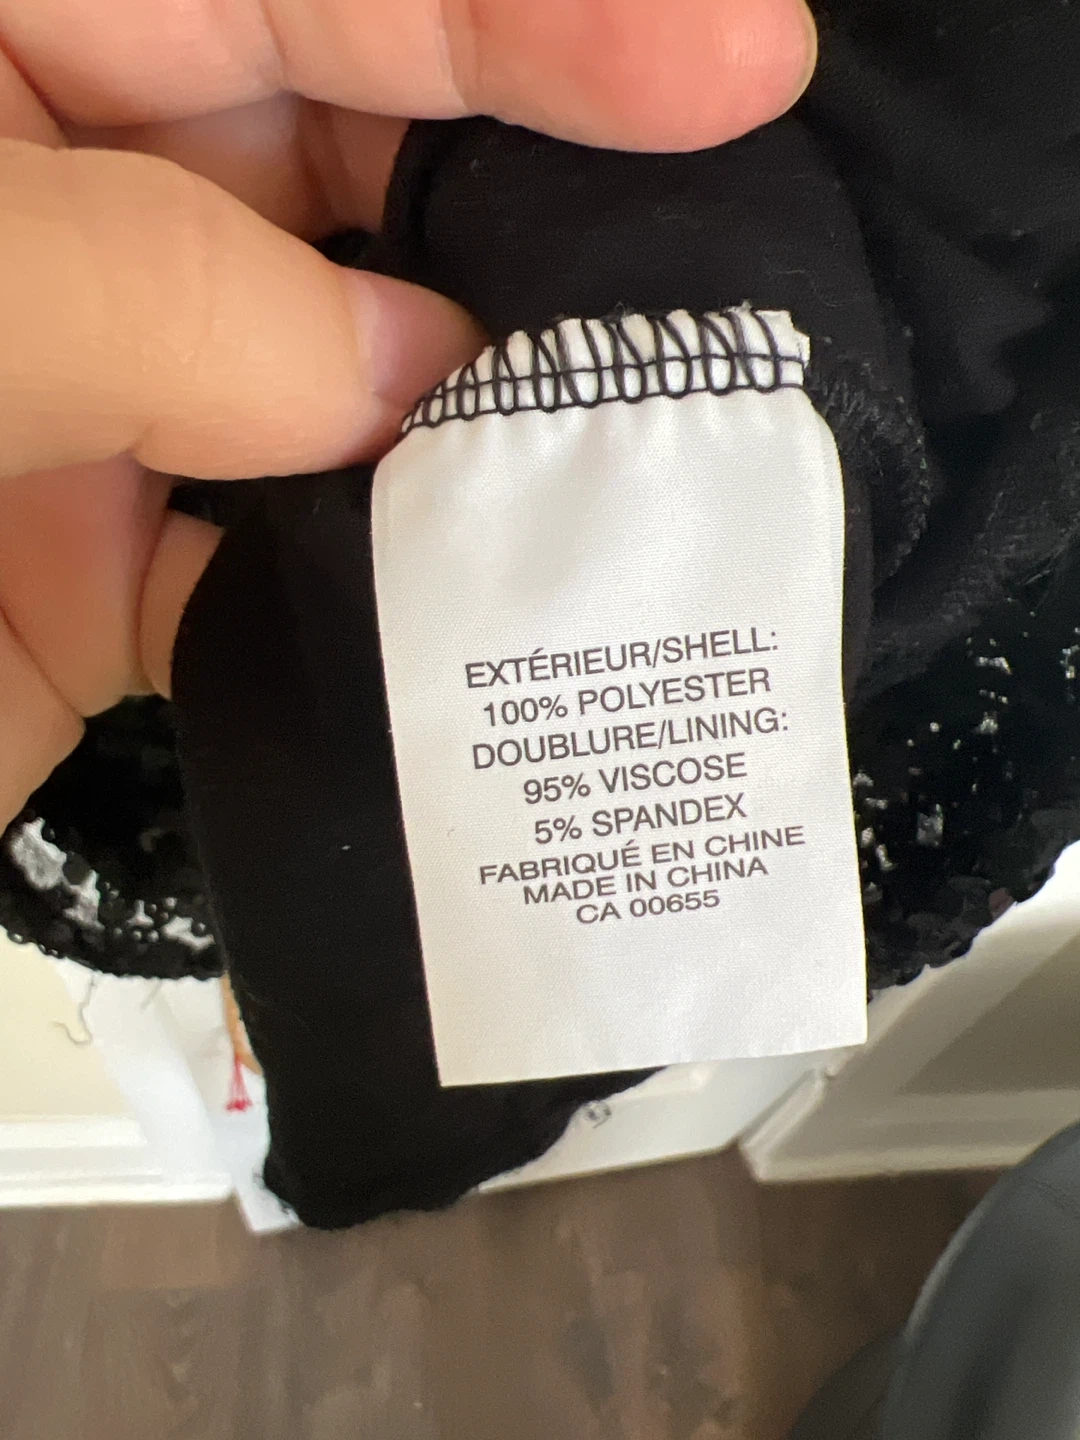 EXTÉRIEUR/SHELL:
100% POLYESTER
DOUBLURE/LINING:
95% VISCOSE
5% SPANDEX
FABRIQUÉ EN CHINE
MADE IN CHINA
CA 00655